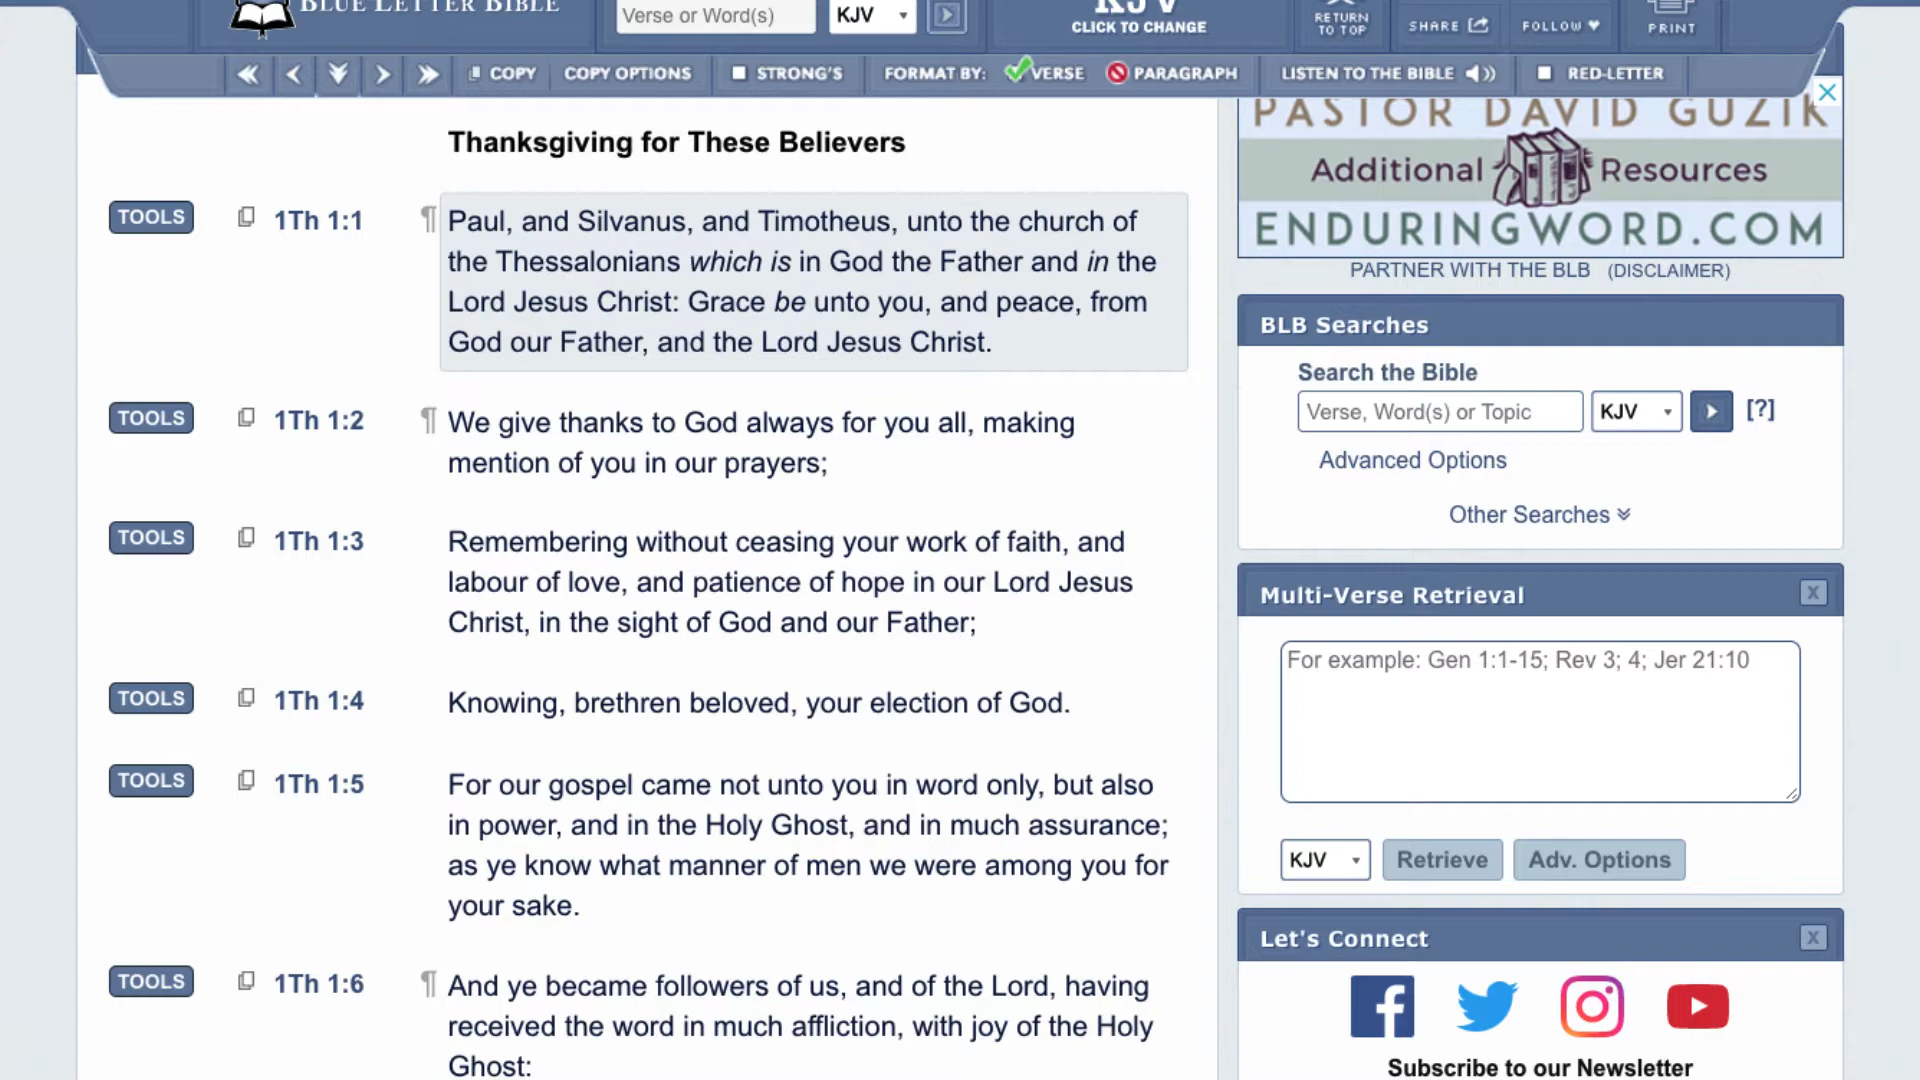 BLUE LETTER BIBLE
Verse or Word(s)
KJV
KJV
CLICK TO CHANGE
RETURN
TO TOP
SHARE
FOLLOW
PRINT
COPY
COPY OPTIONS
STRONG'S
FORMAT BY:
VERSE
PARAGRAPH
LISTEN TO THE BIBLE
RED-LETTER
Thanksgiving for These Believers
TOOLS
1Th 1:1
¶ Paul, and Silvanus, and Timotheus, unto the church of
the Thessalonians which is in God the Father and in the
Lord Jesus Christ: Grace be unto you, and peace, from
God our Father, and the Lord Jesus Christ.
TOOLS
1Th 1:2
¶ We give thanks to God always for you all, making
mention of you in our prayers;
TOOLS
1Th 1:3
Remembering without ceasing your work of faith, and
labour of love, and patience of hope in our Lord Jesus
Christ, in the sight of God and our Father;
TOOLS
1Th 1:4
Knowing, brethren beloved, your election of God.
TOOLS
1Th 1:5
For our gospel came not unto you in word only, but also
in power, and in the Holy Ghost, and in much assurance;
as ye know what manner of men we were among you for
your sake.
TOOLS
1Th 1:6
¶ And ye became followers of us, and of the Lord, having
received the word in much affliction, with joy of the Holy
Ghost:
PASTOR DAVID GUZIK
Additional Resources
ENDURINGWORD.COM
PARTNER WITH THE BLB (DISCLAIMER)
BLB Searches
Search the Bible
Verse, Word(s) or Topic
KJV
[?]
Advanced Options
Other Searches
Multi-Verse Retrieval
X
For example: Gen 1:1-15; Rev 3; 4; Jer 21:10
KJV
Retrieve
Adv. Options
Let's Connect
X
Subscribe to our Newsletter